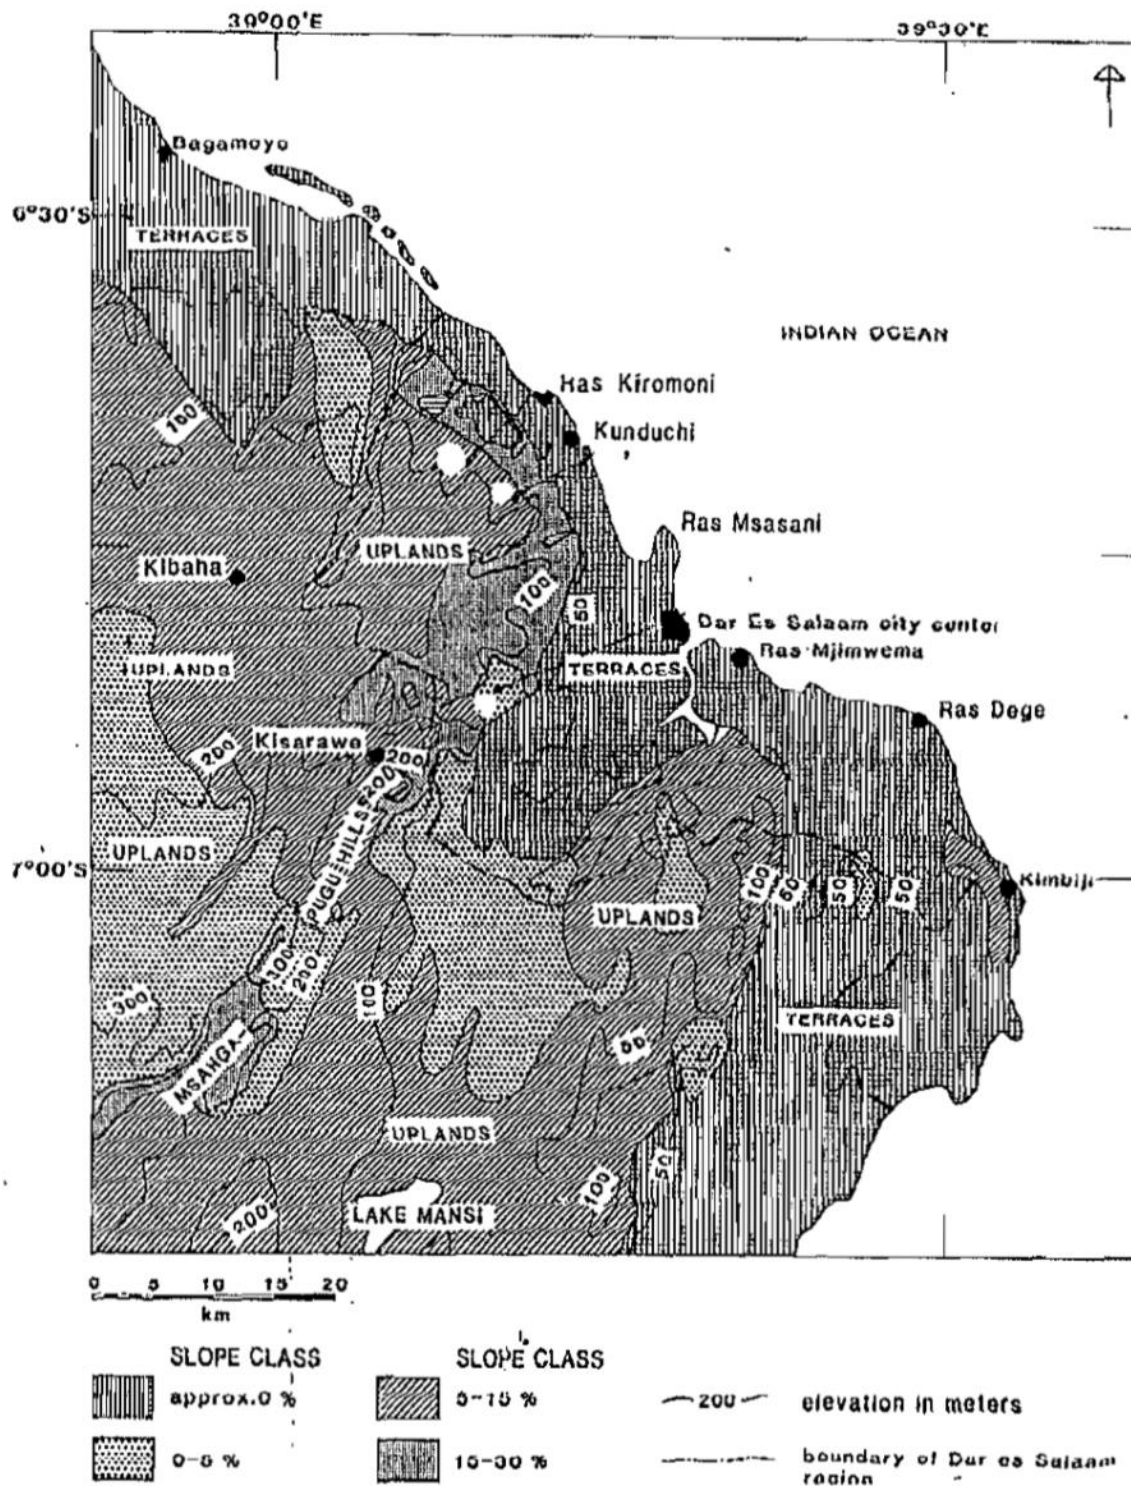 39°00'E
39°30'E
Bagamoyo
6°30'S
TERRACES
INDIAN OCEAN
Ras Kiromoni
100
Kunduchi
Ras Msasani
UPLANDS
Kibaha
100
50
Dar Es Salaam city center
Ras Mjimwema
UPLANDS
TERRACES
Ras Dege
Kisarawe
200
200
200
UPLANDS
PUGU HILLS
7°00'S
100
50
50
50
Kimbiji
UPLANDS
300
200
300
100
TERRACES
MSANGA-
UPLANDS
50
100
200
LAKE MANSI
0 5 10 15 20
km
SLOPE CLASS
SLOPE CLASS
approx.0 %
5-15 %
200
elevation in meters
0-5 %
15-30 %
boundary of Dar es Salaam
region